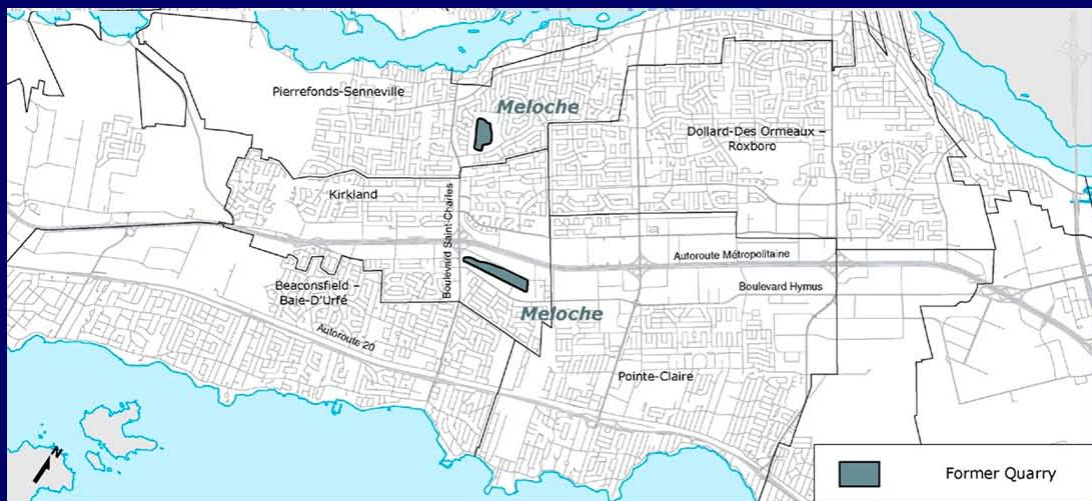 Pierrefonds-Senneville
Meloche
Dollard-Des Ormeaux –
Roxboro
Kirkland
Boulevard Saint-Charles
Autoroute Métropolitaine
Beaconsfield –
Baie-D'Urfé
Boulevard Hymus
Meloche
Autoroute 20
Pointe-Claire
N
Former Quarry